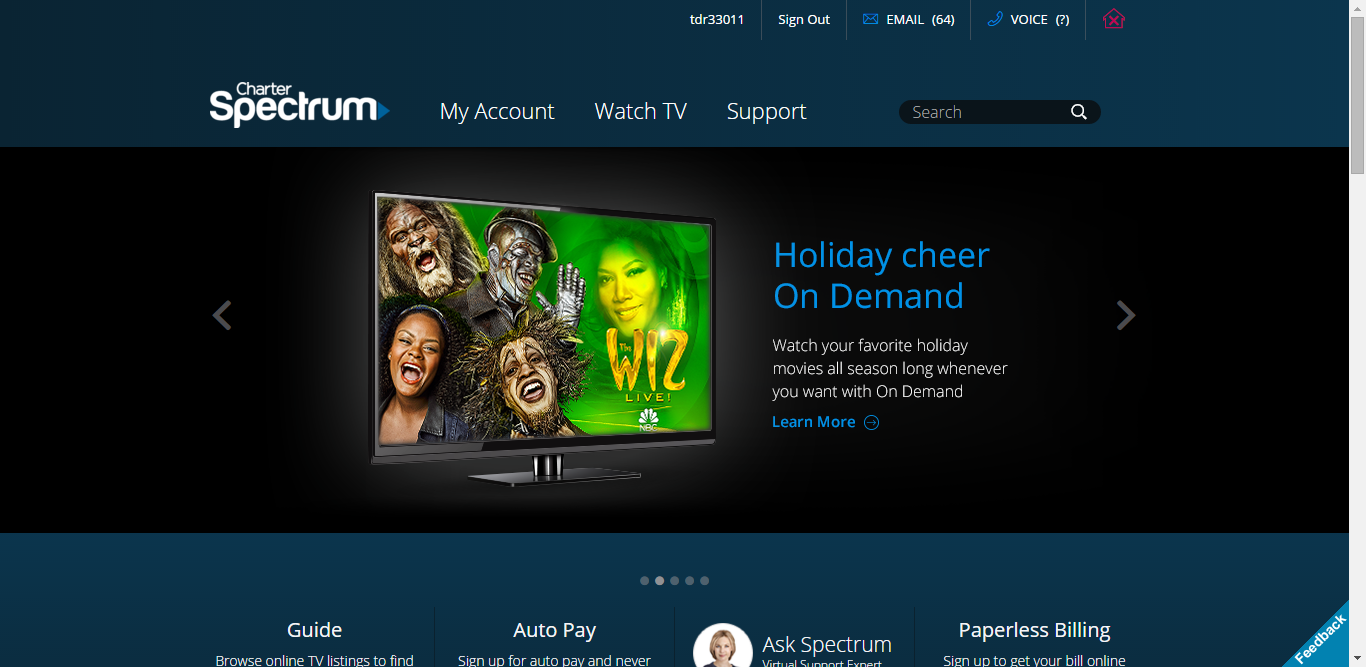 tdr33011
Sign Out
EMAIL (64)
VOICE (?)
Charter
Spectrum
My Account
Watch TV
Support
Search
Holiday cheer
On Demand
Watch your favorite holiday
movies all season long whenever
you want with On Demand
Learn More
The
WIZ
LIVE!
NBC
Guide
Auto Pay
Ask Spectrum
Paperless Billing
Browse online TV listings to find
Sign up for auto pay and never
Virtual Support Expert
Sign up to get your bill online
Feedback